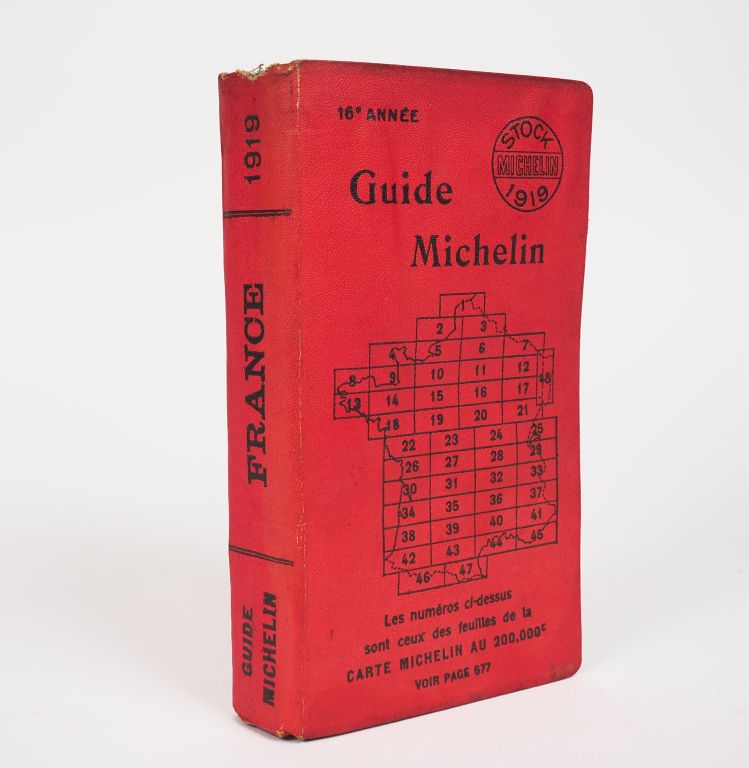 1919
FRANCE
GUIDE
MICHELIN
16e ANNÉE
STOCK
MICHELIN
1919
Guide
Michelin
1
2 3
4 5 6 7
8 9 10 11 12 48
13 14 15 16 17
18 19 20 21
22 23 24 25
26 27 28 29
30 31 32 33
34 35 36 37
38 39 40 41
42 43 44 45
46 47
Les numéros ci-dessus
sont ceux des feuilles de la
CARTE MICHELIN AU 200.000e
VOIR PAGE 677